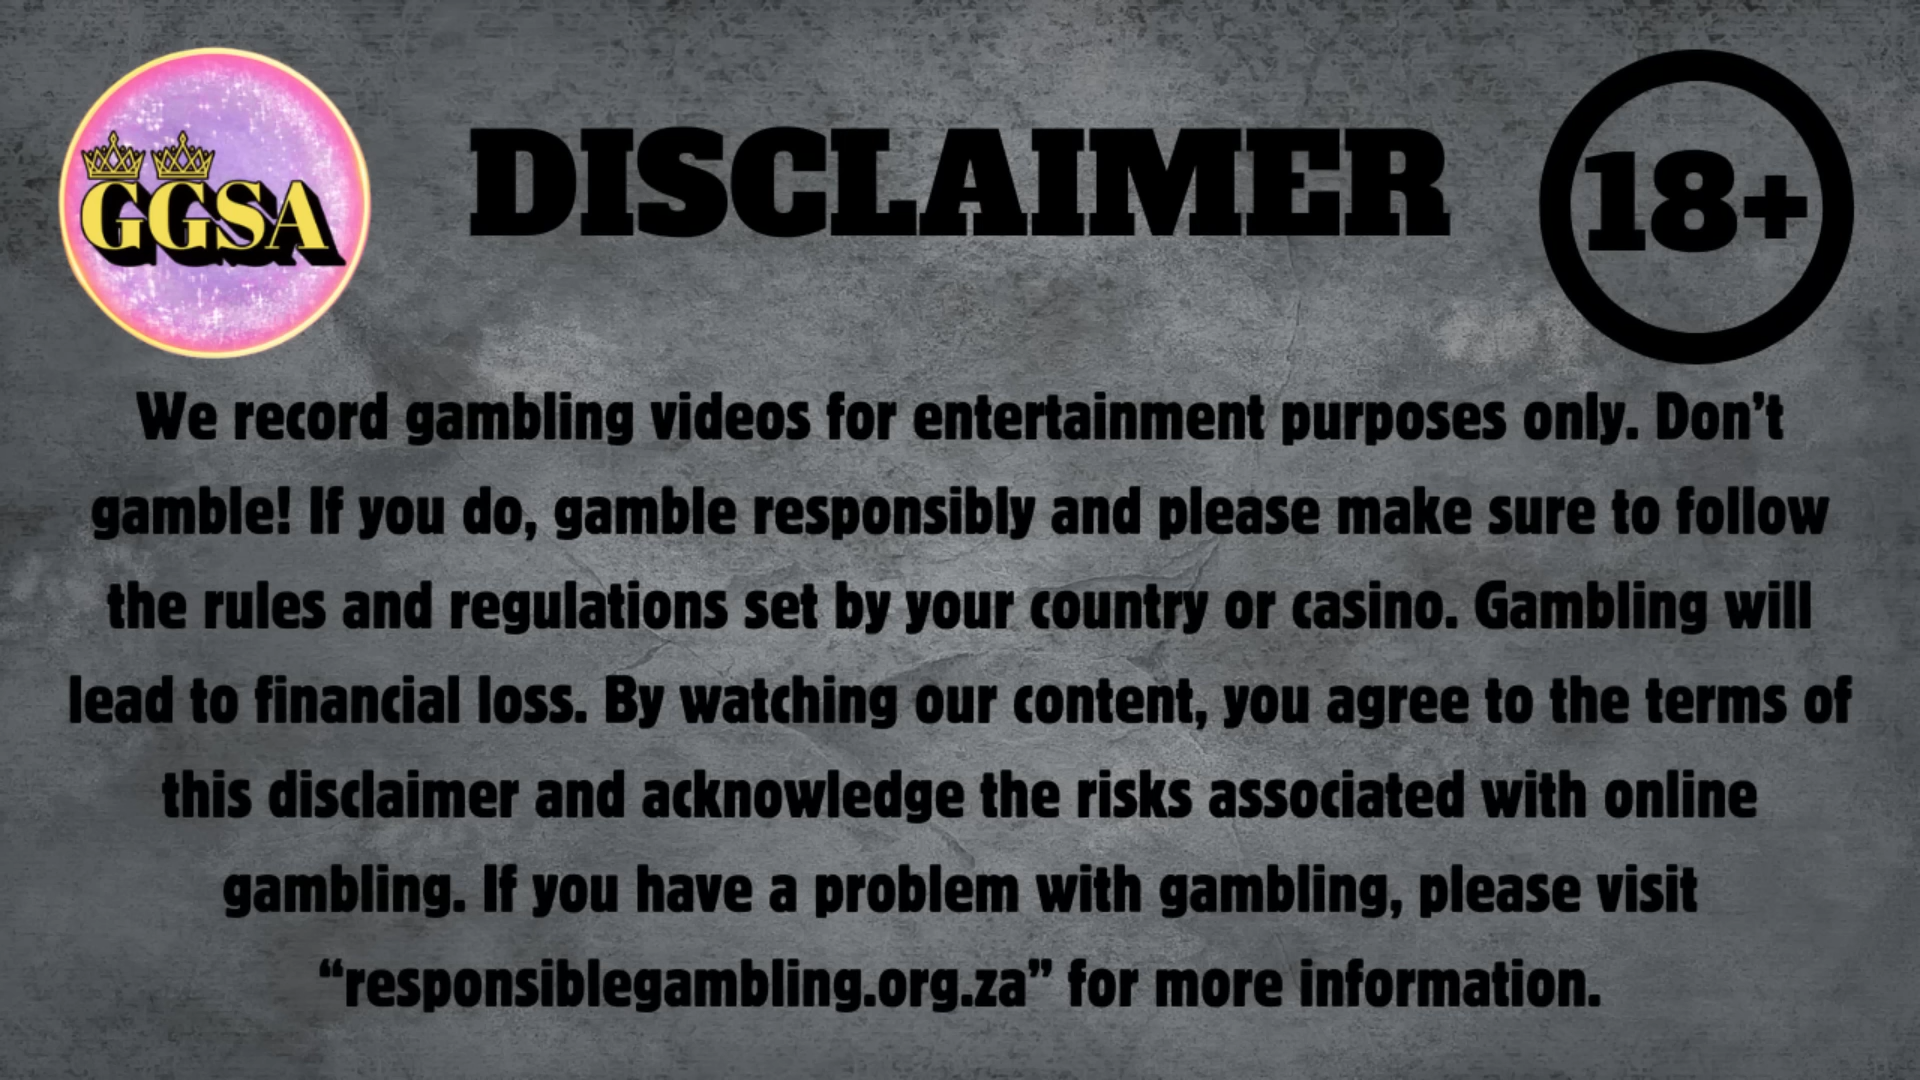 GGSA
DISCLAIMER
18+
We record gambling videos for entertainment purposes only. Don’t
gamble! If you do, gamble responsibly and please make sure to follow
the rules and regulations set by your country or casino. Gambling will
lead to financial loss. By watching our content, you agree to the terms of
this disclaimer and acknowledge the risks associated with online
gambling. If you have a problem with gambling, please visit
“responsiblegambling.org.za” for more information.